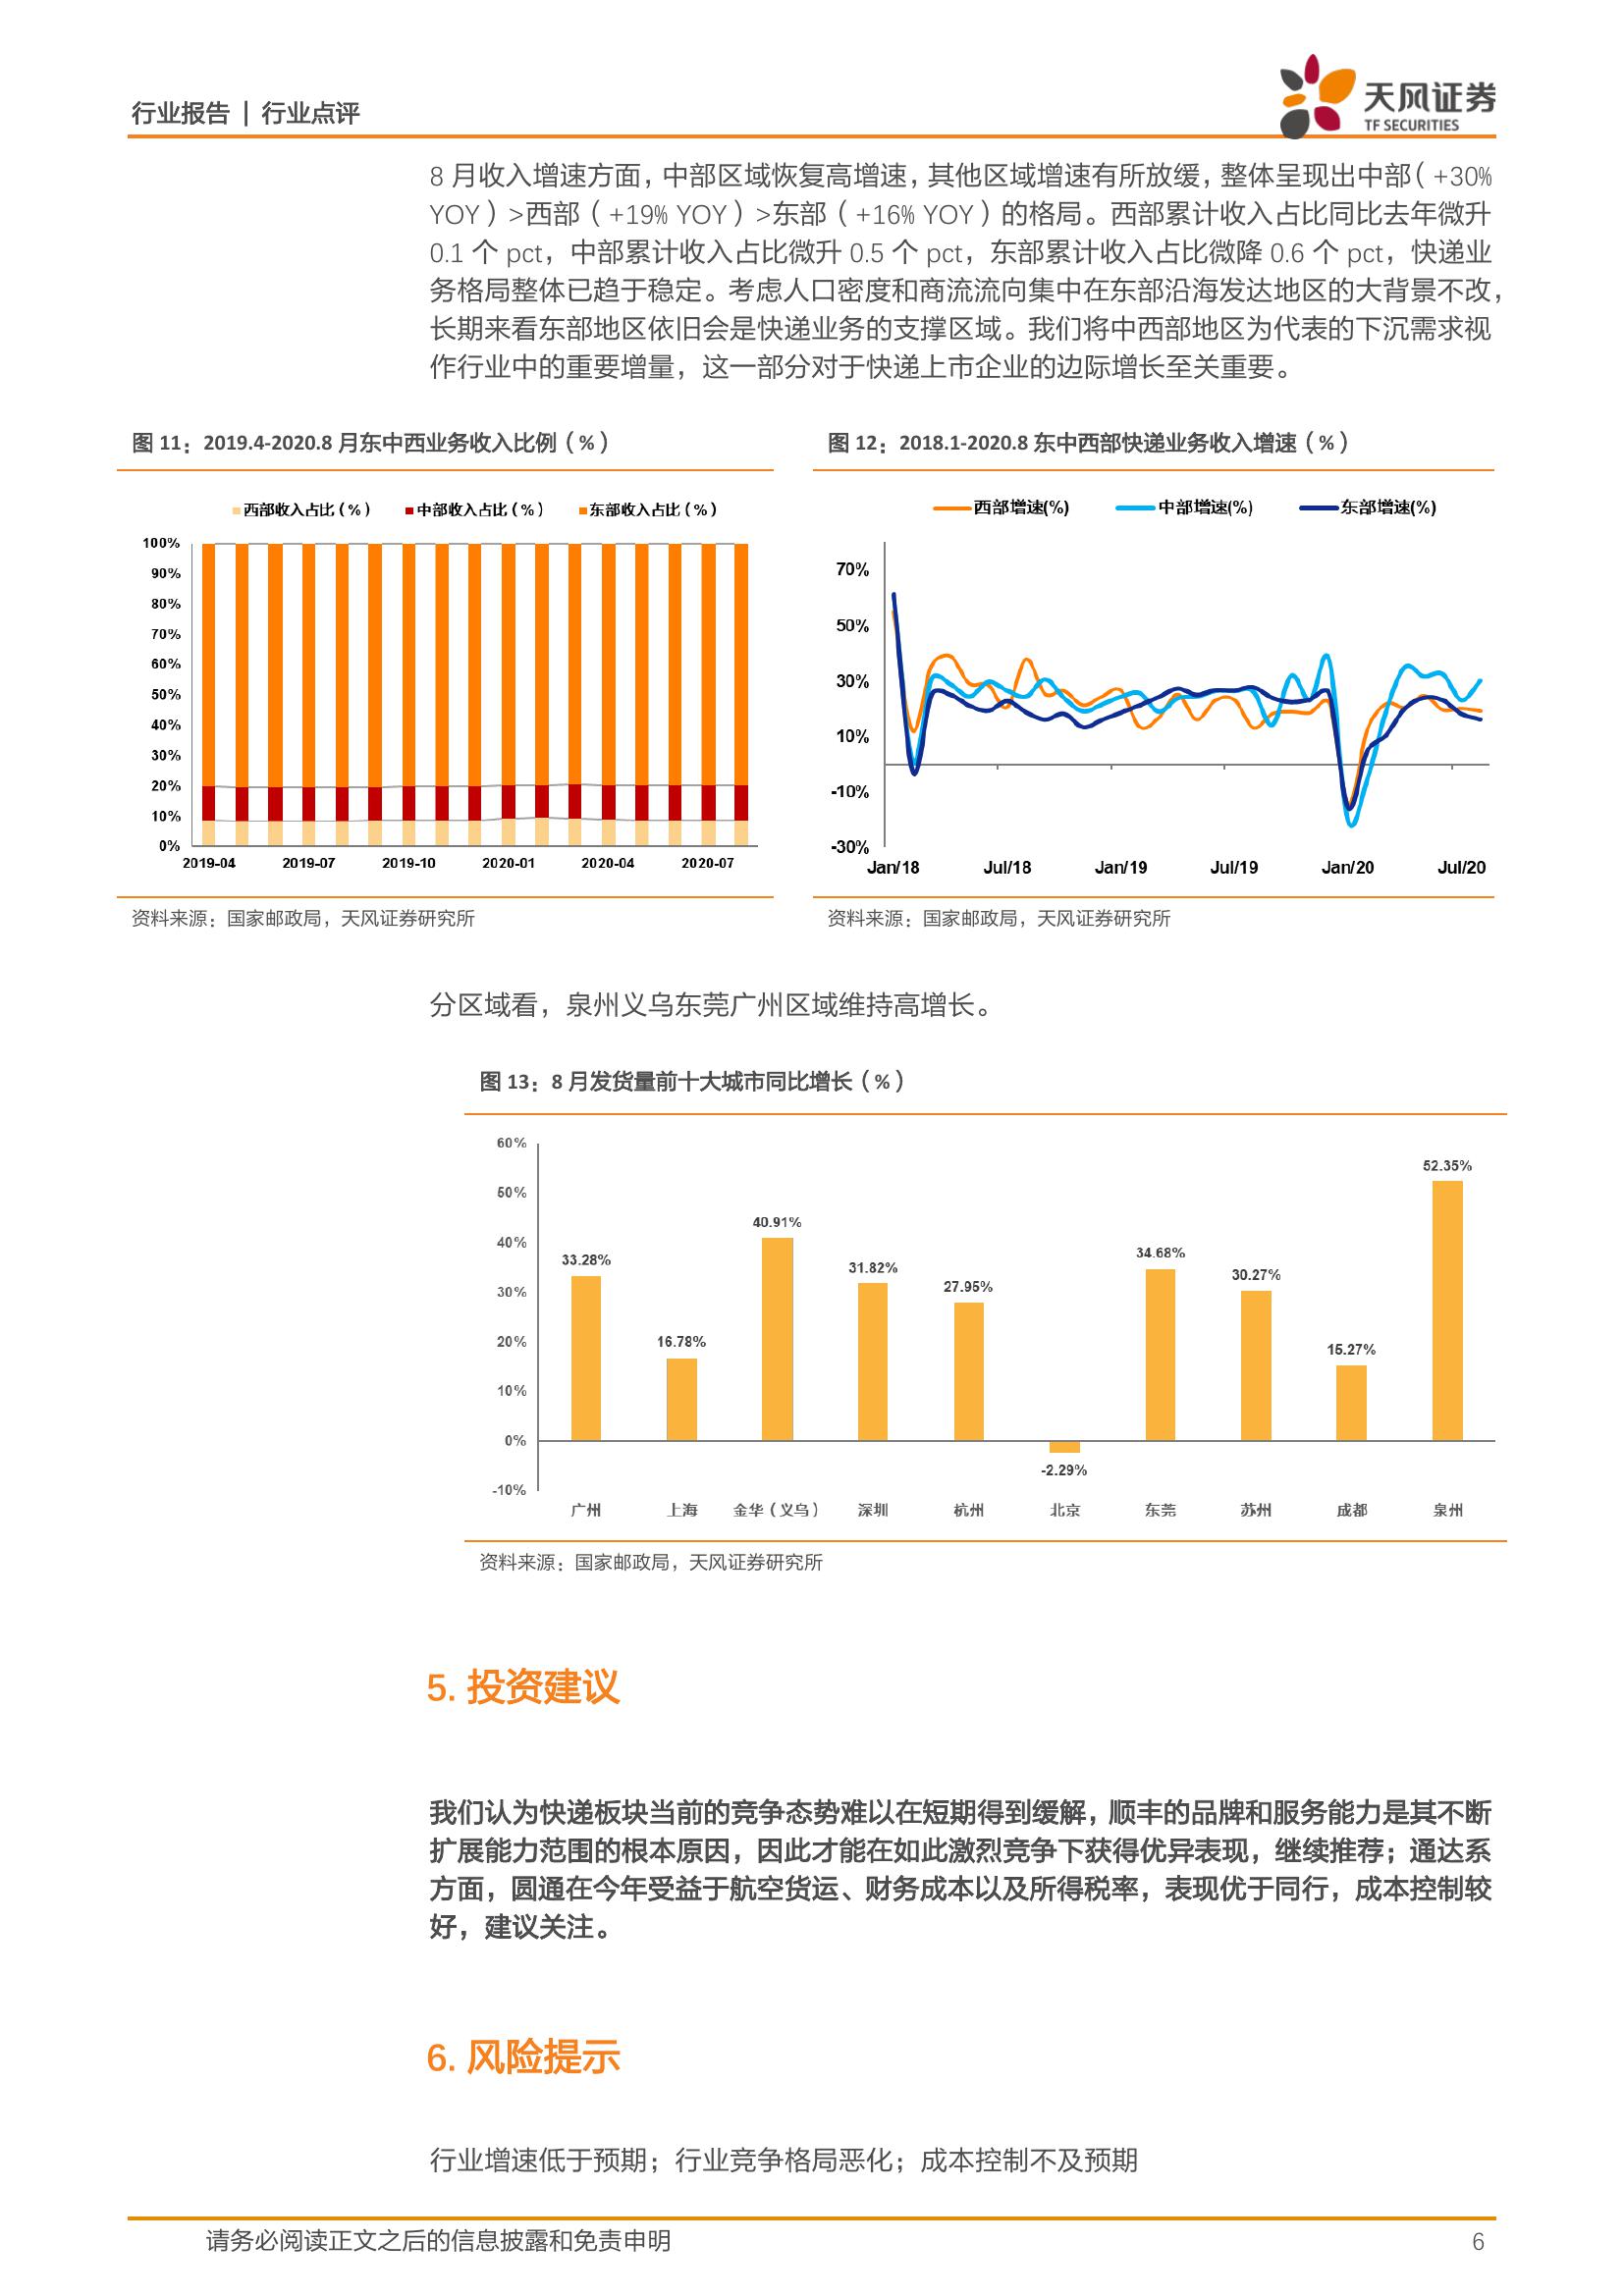 行业报告 | 行业点评
天风证券
TF SECURITIES
8 月收入增速方面，中部区域恢复高增速，其他区域增速有所放缓，整体呈现出中部（+30%
YOY）>西部（+19% YOY）>东部（+16% YOY）的格局。西部累计收入占比同比去年微升
0.1 个 pct，中部累计收入占比微升 0.5 个 pct，东部累计收入占比微降 0.6 个 pct，快递业
务格局整体已趋于稳定。考虑人口密度和商流流向集中在东部沿海发达地区的大背景不改，
长期来看东部地区依旧会是快递业务的支撑区域。我们将中西部地区为代表的下沉需求视
作行业中的重要增量，这一部分对于快递上市企业的边际增长至关重要。
图 11：2019.4-2020.8 月东中西业务收入比例（%）
西部收入占比（%） 中部收入占比（%） 东部收入占比（%）
100%
90%
80%
70%
60%
50%
40%
30%
20%
10%
0%
2019-04 2019-07 2019-10 2020-01 2020-04 2020-07
资料来源：国家邮政局，天风证券研究所
图 12：2018.1-2020.8 东中西部快递业务收入增速（%）
西部增速(%) 中部增速(%) 东部增速(%)
70%
50%
30%
10%
-10%
-30%
Jan/18 Jul/18 Jan/19 Jul/19 Jan/20 Jul/20
资料来源：国家邮政局，天风证券研究所
分区域看，泉州义乌东莞广州区域维持高增长。
图 13：8 月发货量前十大城市同比增长（%）
60%
50%
40%
30%
20%
10%
0%
-10%
33.28% 16.78% 40.91% 31.82% 27.95% -2.29% 34.68% 30.27% 15.27% 52.35%
广州 上海 金华（义乌） 深圳 杭州 北京 东莞 苏州 成都 泉州
资料来源：国家邮政局，天风证券研究所
5. 投资建议
我们认为快递板块当前的竞争态势难以在短期得到缓解，顺丰的品牌和服务能力是其不断
扩展能力范围的根本原因，因此才能在如此激烈竞争下获得优异表现，继续推荐；通达系
方面，圆通在今年受益于航空货运、财务成本以及所得税率，表现优于同行，成本控制较
好，建议关注。
6. 风险提示
行业增速低于预期；行业竞争格局恶化；成本控制不及预期
请务必阅读正文之后的信息披露和免责申明
6